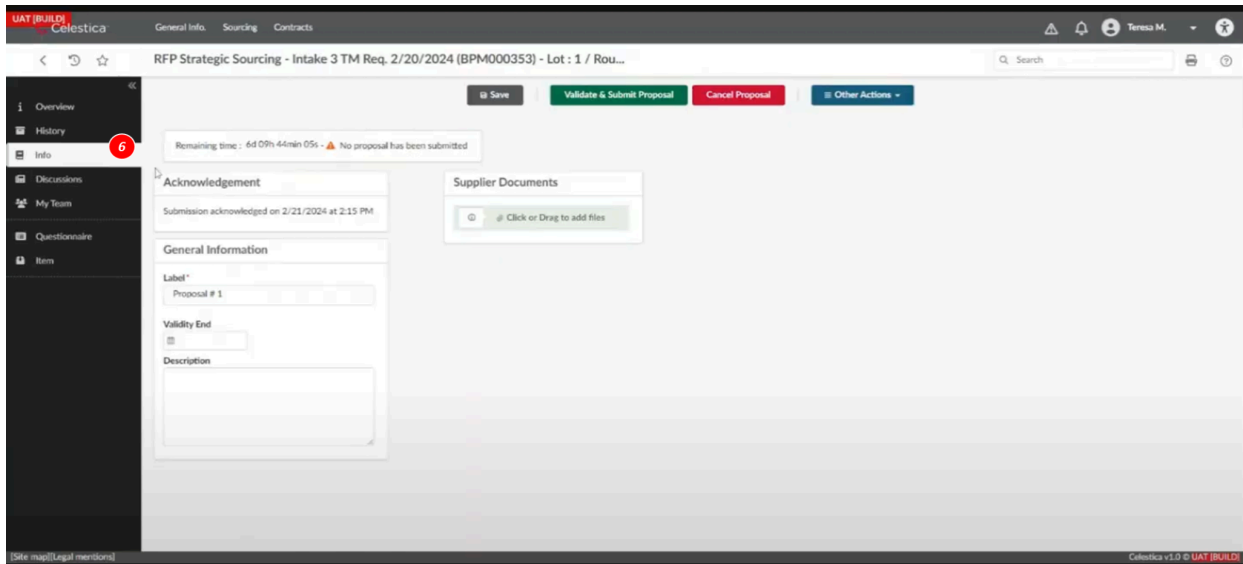 UAT [BUILD]
Celestica
General Info. Sourcing Contracts
Teresa M.
RFP Strategic Sourcing - Intake 3 TM Req. 2/20/2024 (BPM000353) - Lot : 1 / Rou...
Search
Save
Validate & Submit Proposal
Cancel Proposal
Other Actions
Overview
History
Info
6
Discussions
My Team
Questionnaire
Item
Remaining time : 6d 09h 44min 05s - No proposal has been submitted
Acknowledgement
Submission acknowledged on 2/21/2024 at 2:15 PM
General Information
Label*
Proposal # 1
Validity End
Description
Supplier Documents
Click or Drag to add files
[Site map][Legal mentions]
Celestica v1.0 © UAT [BUILD]